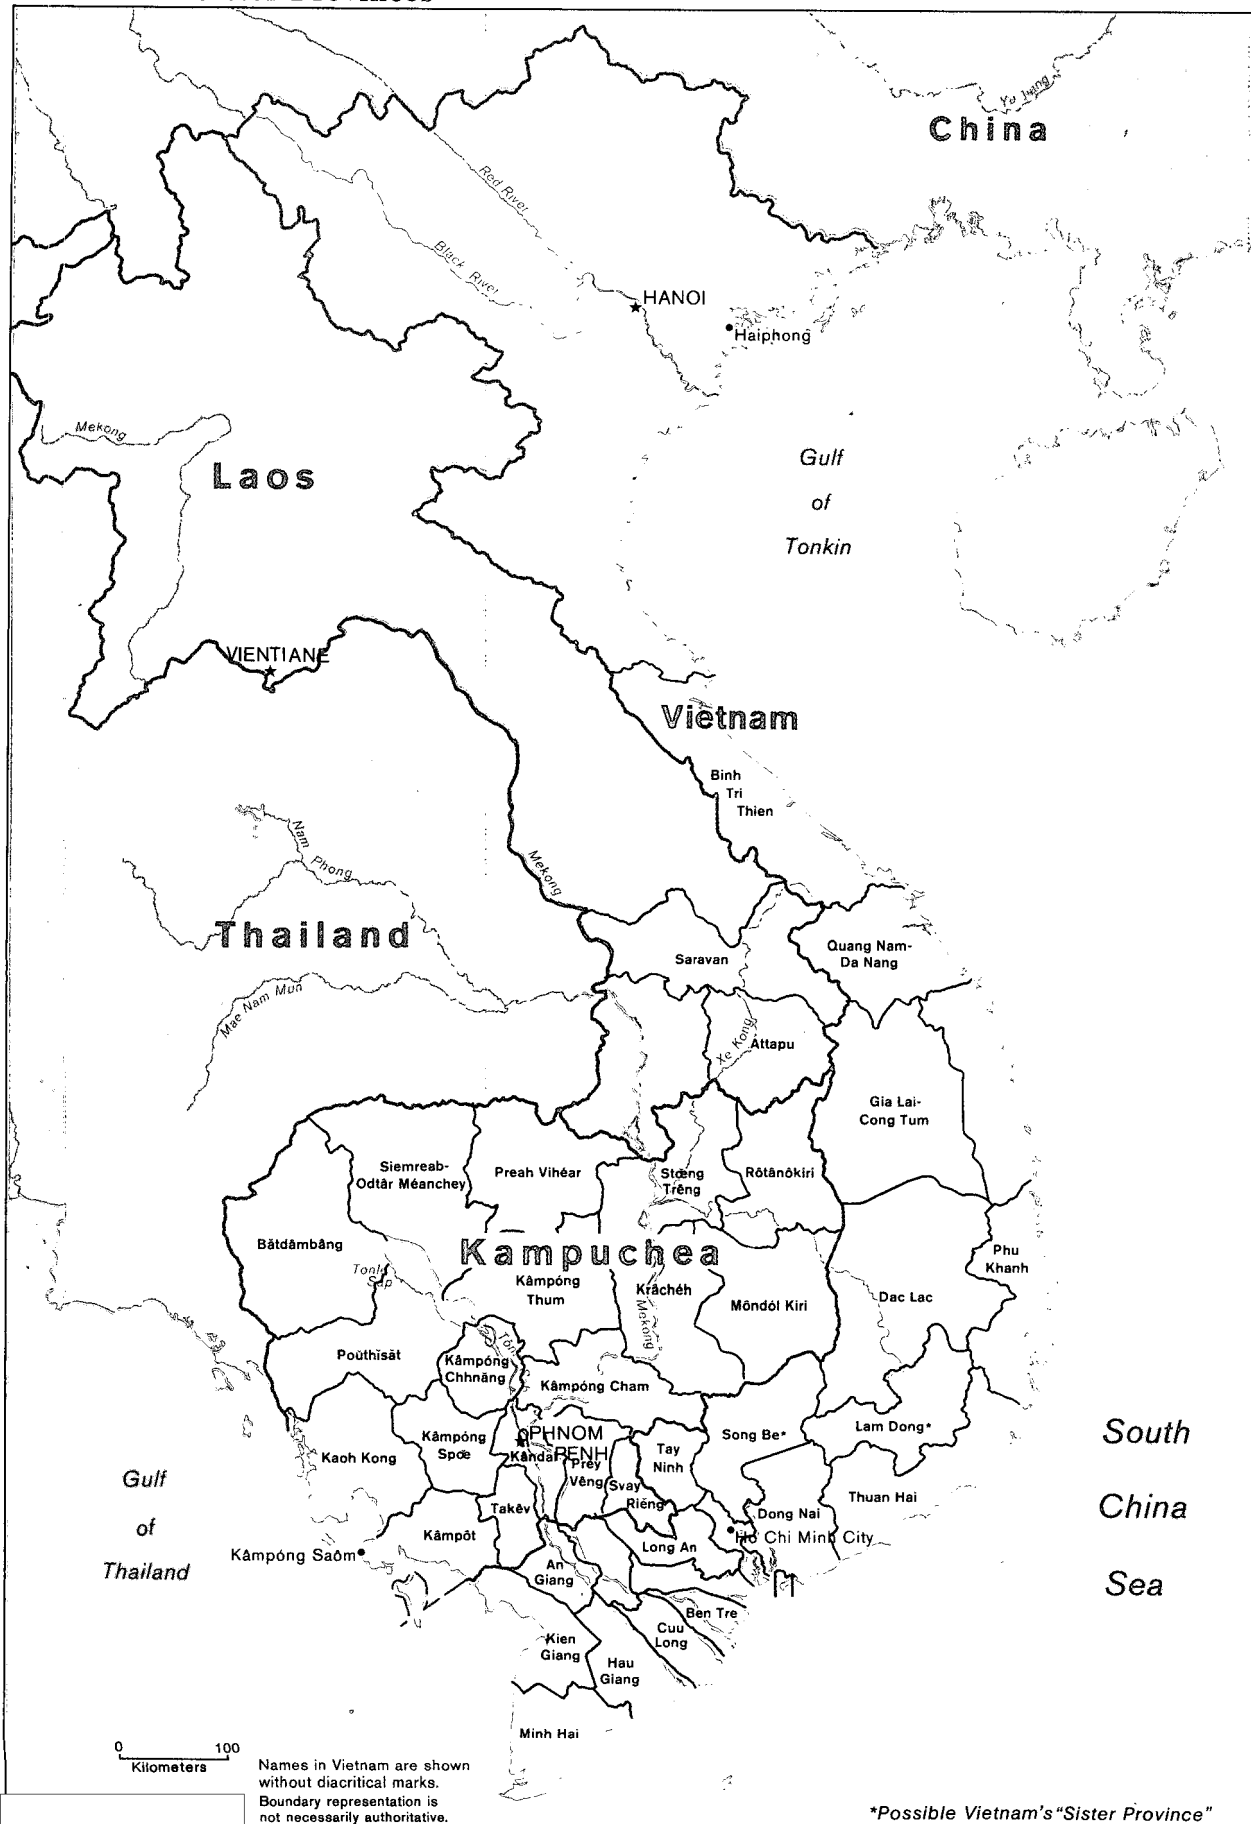 China
Red River
Black River
HANOI
Haiphong
Mekong
Laos
Gulf
of
Tonkin
VIENTIANE
Vietnam
Binh
Tri
Thien
Nam
Phong
Mekong
Thailand
Saravan
Quang Nam-
Da Nang
Mae Nam Mun
Xe Kong
Attapu
Gia Lai-
Cong Tum
Siemreab-
Odtâr Méanchey
Preah Vihéar
Stœng
Trêng
Rôtânôkiri
Bătdâmbâng
Kampuchea
Phu
Khanh
Kâmpóng
Thum
Krâchéh
Môndól Kiri
Dac Lac
Mekong
Poŭthĭsăt
Kâmpóng
Chhnăng
Kâmpóng Cham
Kaoh Kong
Kâmpóng
Spœ
PHNOM
PENH
Kândal
Prey
Vêng
Svay
Riĕng
Tay
Ninh
Song Be*
Lam Dong*
South
China
Sea
Gulf
of
Thailand
Takêv
Thuan Hai
Dong Nai
Kâmpôt
Ho Chi Minh City
Long An
Kâmpóng Saôm
An
Giang
Ben Tre
Cuu
Long
Kien
Giang
Hau
Giang
Minh Hai
0 100
Kilometers
Names in Vietnam are shown
without diacritical marks.
Boundary representation is
not necessarily authoritative.
*Possible Vietnam's "Sister Province"